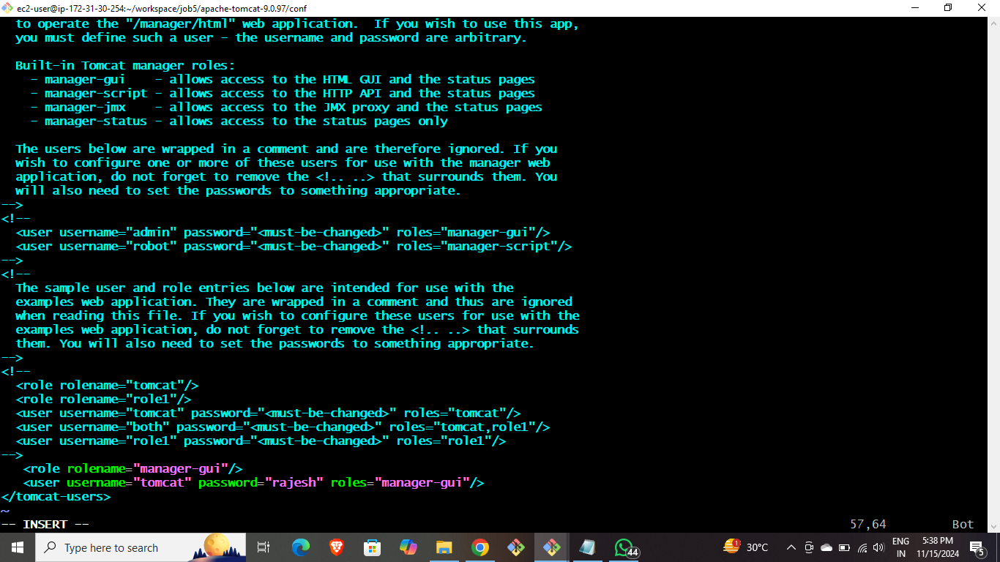 ec2-user@ip-172-31-30-254:~/workspace/job5/apache-tomcat-9.0.97/conf
  to operate the "/manager/html" web application.  If you wish to use this app,
  you must define such a user - the username and password are arbitrary.

  Built-in Tomcat manager roles:
    - manager-gui    - allows access to the HTML GUI and the status pages
    - manager-script - allows access to the HTTP API and the status pages
    - manager-jmx    - allows access to the JMX proxy and the status pages
    - manager-status - allows access to the status pages only

  The users below are wrapped in a comment and are therefore ignored. If you
  wish to configure one or more of these users for use with the manager web
  application, do not forget to remove the <!.. ..> that surrounds them. You
  will also need to set the passwords to something appropriate.
-->
<!--
  <user username="admin" password="<must-be-changed>" roles="manager-gui"/>
  <user username="robot" password="<must-be-changed>" roles="manager-script"/>
-->
<!--
  The sample user and role entries below are intended for use with the
  examples web application. They are wrapped in a comment and thus are ignored
  when reading this file. If you wish to configure these users for use with the
  examples web application, do not forget to remove the <!.. ..> that surrounds
  them. You will also need to set the passwords to something appropriate.
-->
<!--
  <role rolename="tomcat"/>
  <role rolename="role1"/>
  <user username="tomcat" password="<must-be-changed>" roles="tomcat"/>
  <user username="both" password="<must-be-changed>" roles="tomcat,role1"/>
  <user username="role1" password="<must-be-changed>" roles="role1"/>
-->
   <role rolename="manager-gui"/>
   <user username="tomcat" password="rajesh" roles="manager-gui"/>
</tomcat-users>
~
-- INSERT -- 57,64 Bot
Type here to search 44 1 30°C ENG IN 5:38 PM 11/15/2024 5